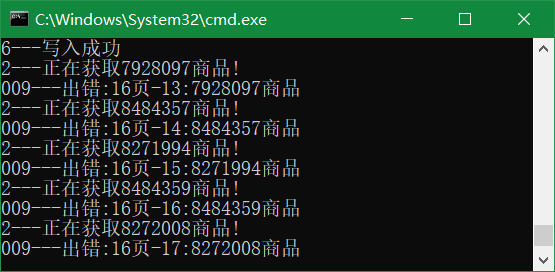 C:\Windows\System32\cmd.exe
6---写入成功
2---正在获取7928097商品!
009---出错:16页-13:7928097商品
2---正在获取8484357商品!
009---出错:16页-14:8484357商品
2---正在获取8271994商品!
009---出错:16页-15:8271994商品
2---正在获取8484359商品!
009---出错:16页-16:8484359商品
2---正在获取8272008商品!
009---出错:16页-17:8272008商品